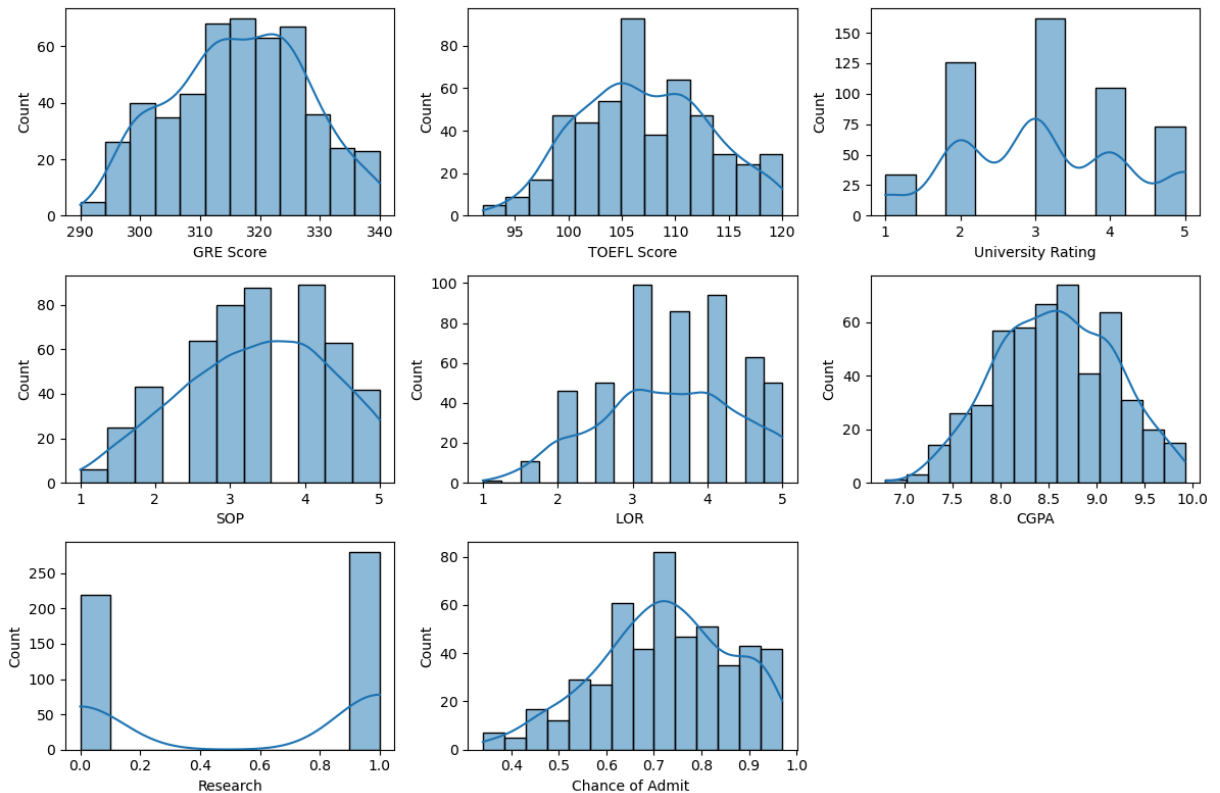 Count
60
40
20
0
290 300 310 320 330 340
GRE Score
Count
80
60
40
20
0
95 100 105 110 115 120
TOEFL Score
Count
150
125
100
75
50
25
0
1 2 3 4 5
University Rating
Count
80
60
40
20
0
1 2 3 4 5
SOP
Count
100
80
60
40
20
0
1 2 3 4 5
LOR
Count
60
40
20
0
7.0 7.5 8.0 8.5 9.0 9.5 10.0
CGPA
Count
250
200
150
100
50
0
0.0 0.2 0.4 0.6 0.8 1.0
Research
Count
80
60
40
20
0
0.4 0.5 0.6 0.7 0.8 0.9 1.0
Chance of Admit